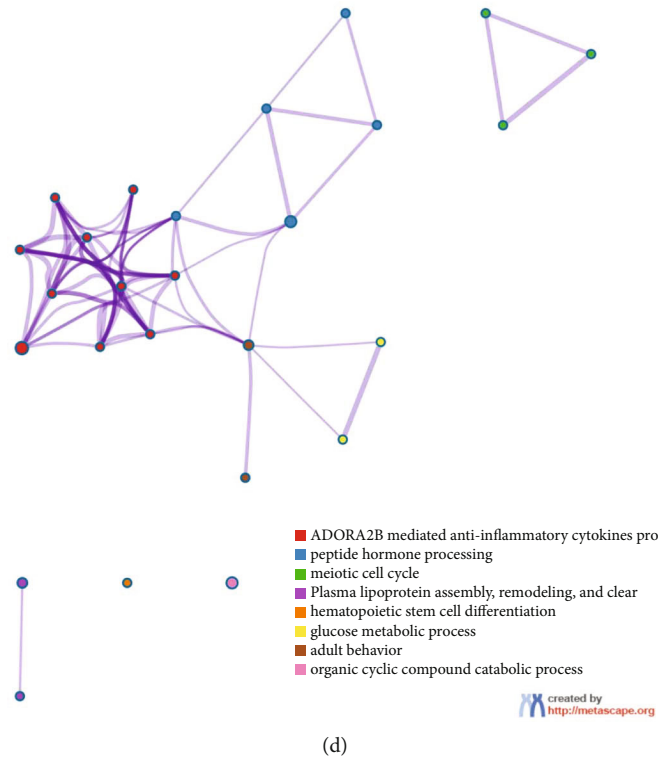 ADORA2B mediated anti-inflammatory cytokines pro
peptide hormone processing
meiotic cell cycle
Plasma lipoprotein assembly, remodeling, and clear
hematopoietic stem cell differentiation
glucose metabolic process
adult behavior
organic cyclic compound catabolic process
created by
http://metascape.org
(d)